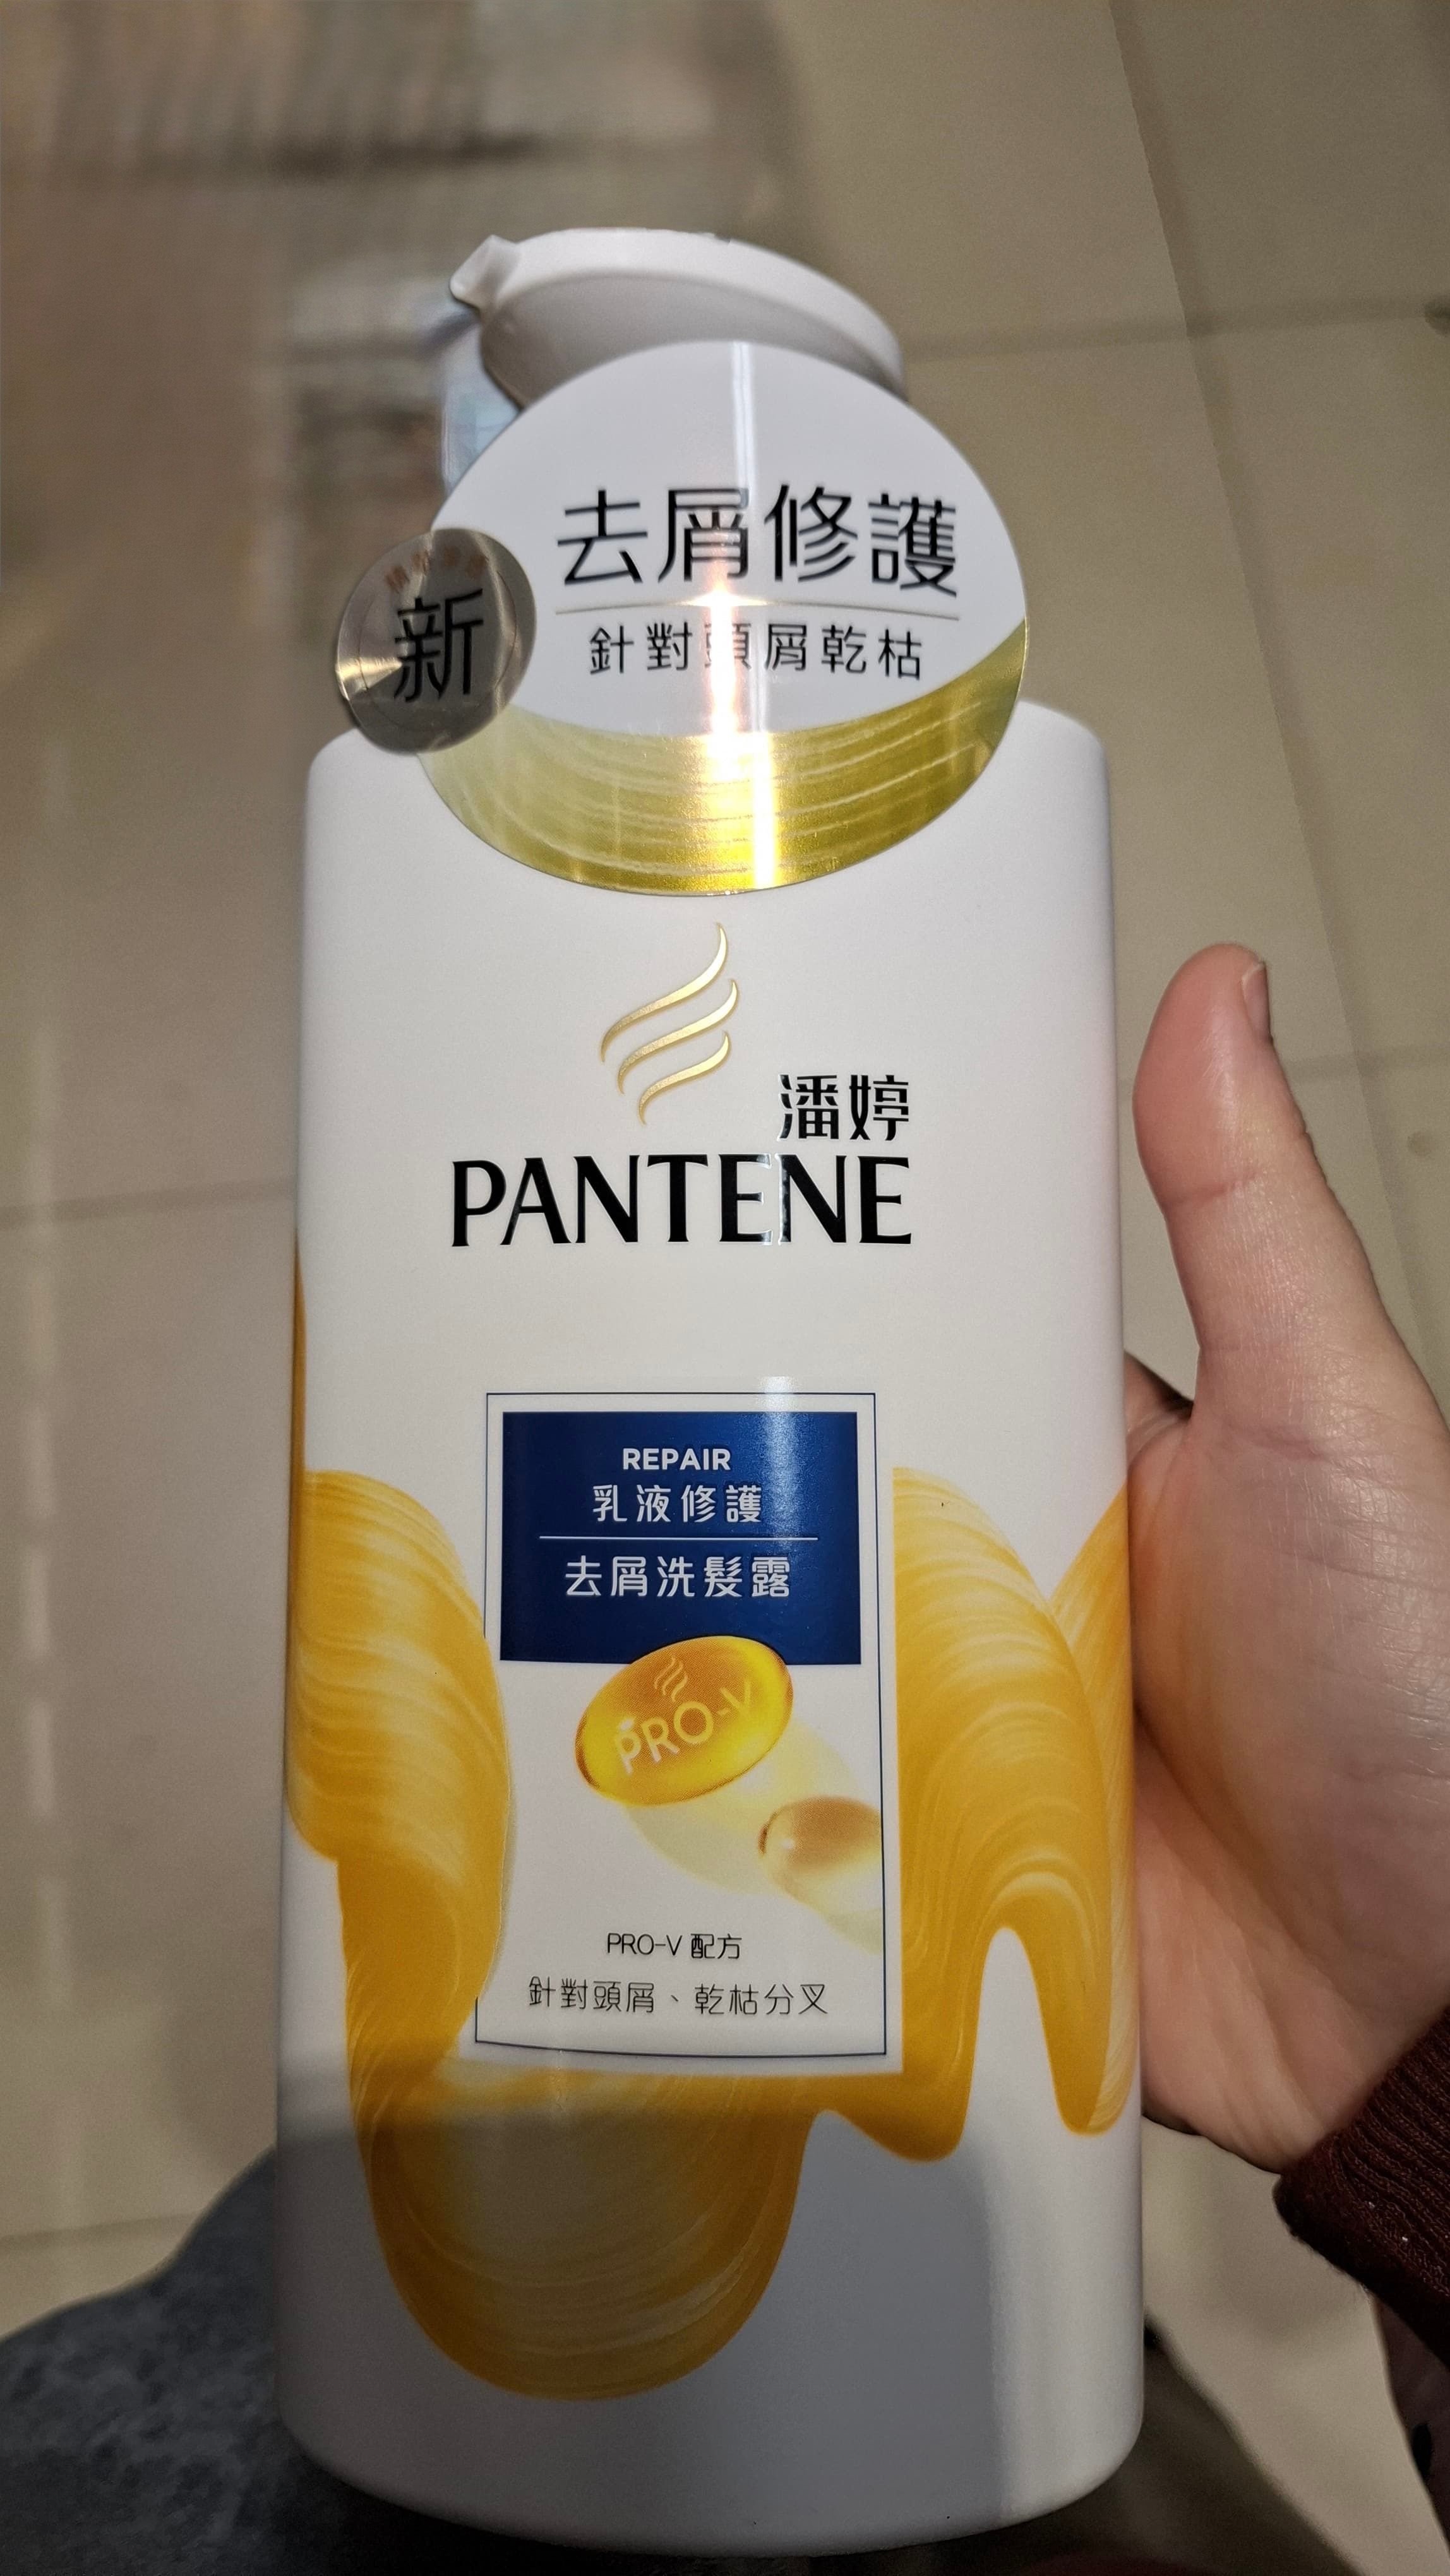 去屑修護
針對頭屑乾枯
新
潘婷
PANTENE
REPAIR
乳液修護
去屑洗髮露
PRO-V
PRO-V 配方
針對頭屑、乾枯分叉